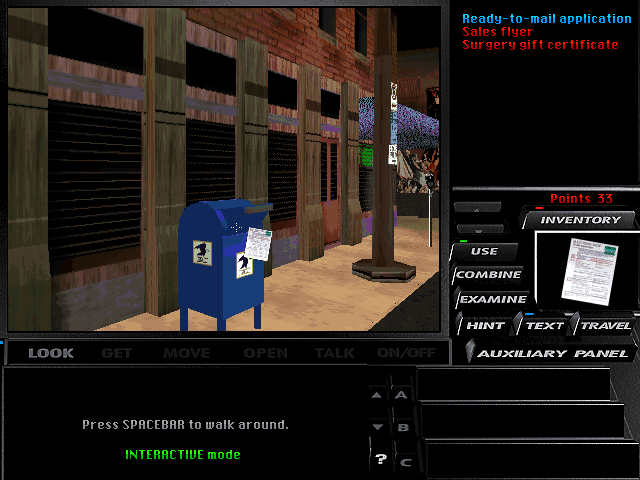 Ready-to-mail application
Sales flyer
Surgery gift certificate
Points 33
INVENTORY
USE
COMBINE
EXAMINE
HINT
TEXT
TRAVEL
AUXILIARY PANEL
LOOK
GET
MOVE
OPEN
TALK
ON/OFF
Press SPACEBAR to walk around.
INTERACTIVE mode
A
B
?
C